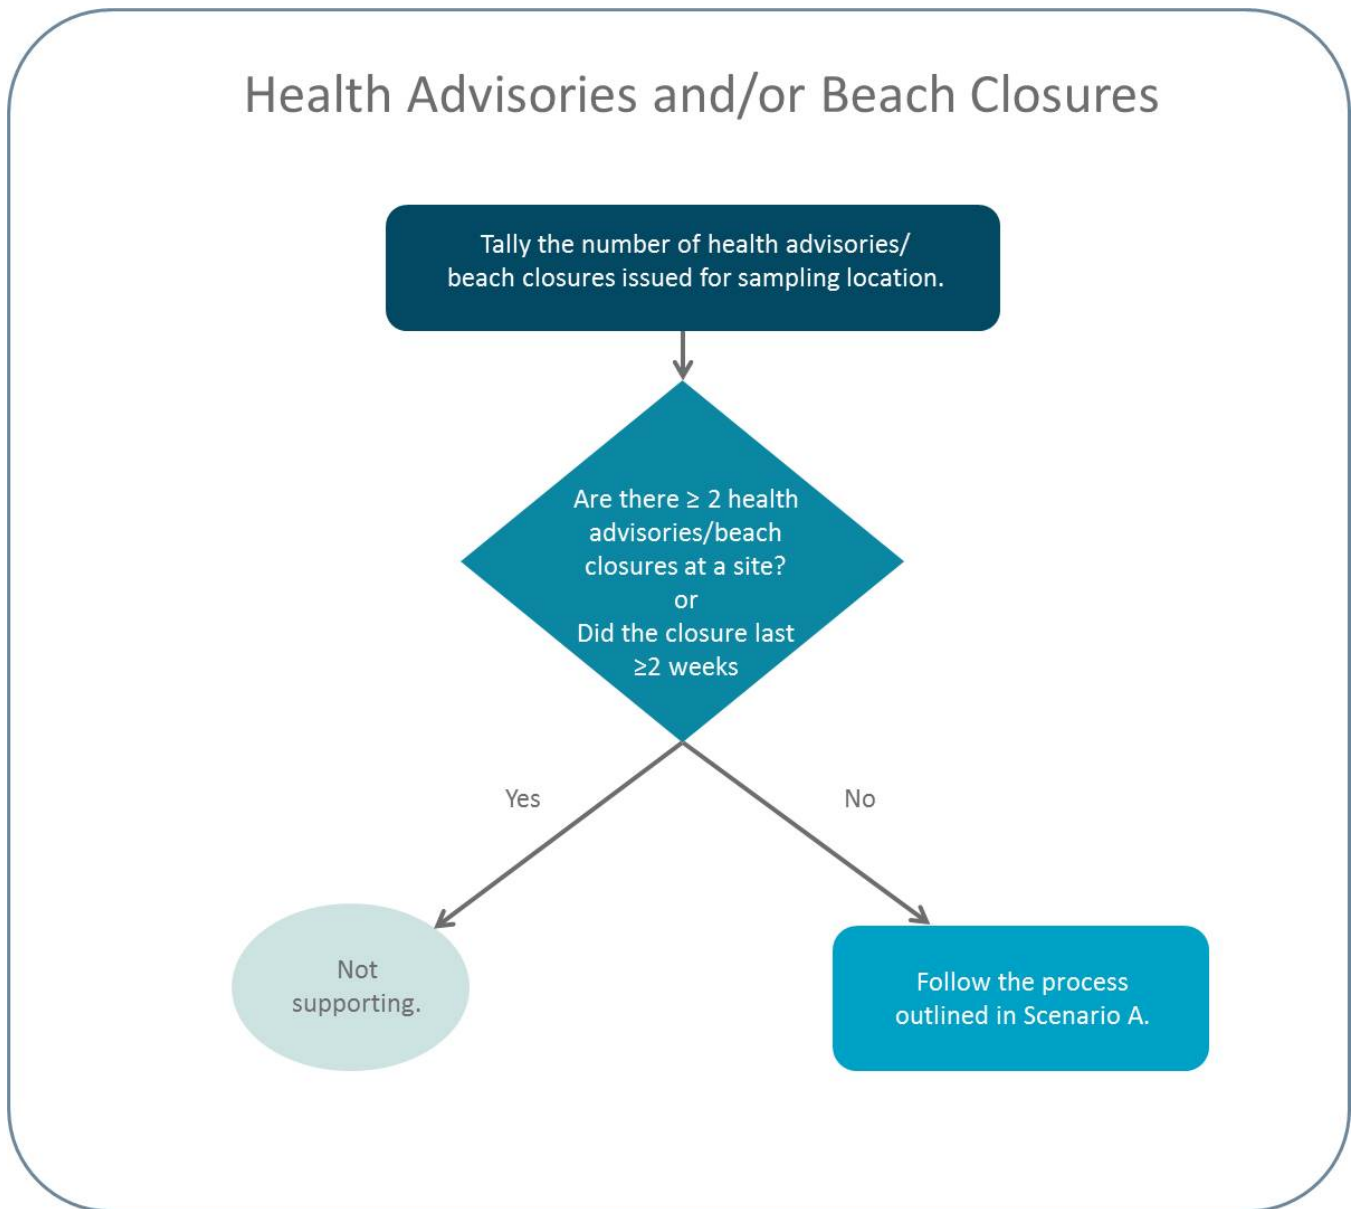 Health Advisories and/or Beach Closures
Tally the number of health advisories/
beach closures issued for sampling location.
Are there ≥ 2 health
advisories/beach
closures at a site?
or
Did the closure last
≥2 weeks
Yes
No
Not
supporting.
Follow the process
outlined in Scenario A.